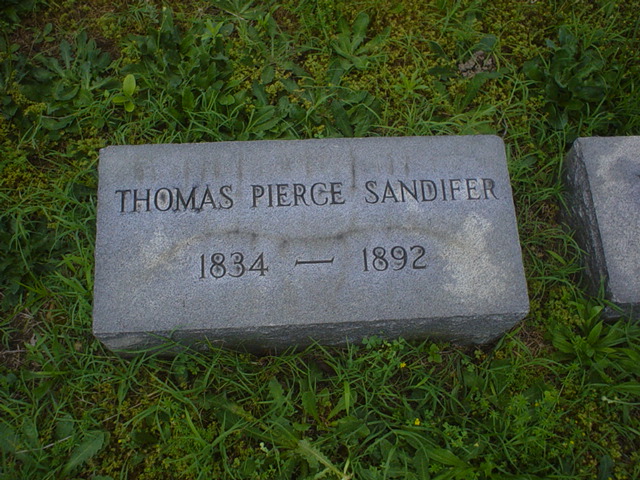 THOMAS PIERCE SANDIFER
1834 — 1892